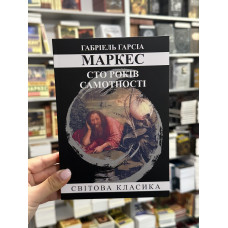 ГАБРІЕЛЬ ГАРСІА
МАРКЕС
СТО РОКІВ
САМОТНОСТІ
СВІТОВА КЛАСИКА